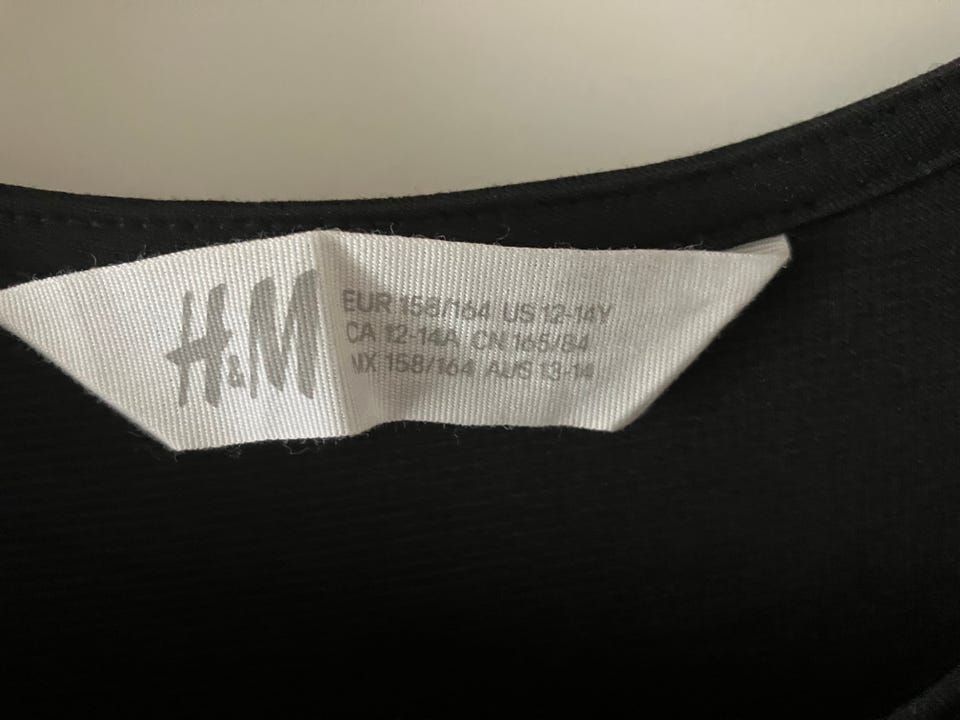 H&M
EUR 158/164 US 12-14Y
CA 12-14A CN 165/84
MX 158/164 AUS 13-14